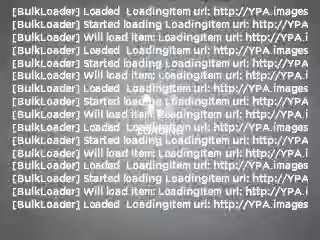 [BulkLoader] Loaded LoadingItem url: http://YPA.images
[BulkLoader] Started loading LoadingItem url: http://YPA
[BulkLoader] Will load item: LoadingItem url: http://YPA.i
[BulkLoader] Loaded LoadingItem url: http://YPA.images
[BulkLoader] Started loading LoadingItem url: http://YPA
[BulkLoader] Will load item: LoadingItem url: http://YPA.i
[BulkLoader] Loaded LoadingItem url: http://YPA.images
[BulkLoader] Started loading LoadingItem url: http://YPA
[BulkLoader] Will load item: LoadingItem url: http://YPA.i
[BulkLoader] Loaded LoadingItem url: http://YPA.images
[BulkLoader] Started loading LoadingItem url: http://YPA
[BulkLoader] Will load item: LoadingItem url: http://YPA.i
[BulkLoader] Loaded LoadingItem url: http://YPA.images
[BulkLoader] Started loading LoadingItem url: http://YPA
[BulkLoader] Will load item: LoadingItem url: http://YPA.i
[BulkLoader] Loaded LoadingItem url: http://YPA.images